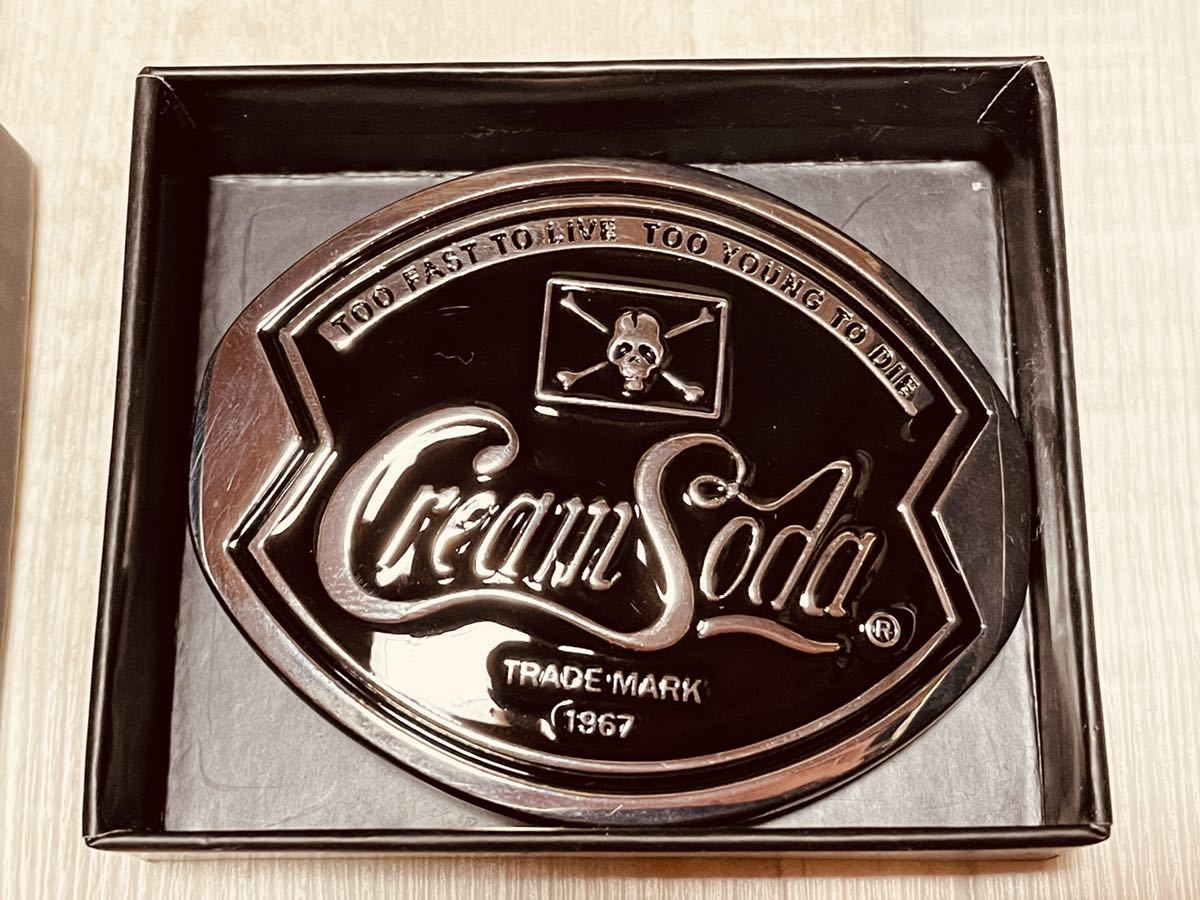 TOO FAST TO LIVE TOO YOUNG TO DIE
Cream Soda ®
TRADE MARK
1967